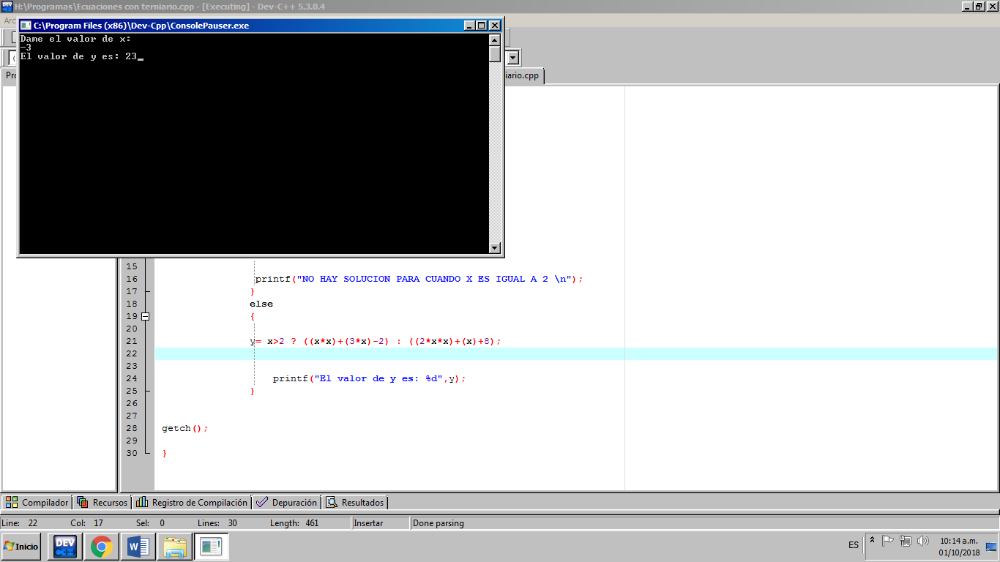 H:\Programas\Ecuaciones con terniario.cpp - [Executing] - Dev-C++ 5.3.0.4
C:\Program Files (x86)\Dev-Cpp\ConsolePauser.exe
Dame el valor de x:
-3
El valor de y es: 23_
iario.cpp
15
16 printf("NO HAY SOLUCION PARA CUANDO X ES IGUAL A 2 \n");
17 }
18 else
19 {
20
21 y= x>2 ? ((x*x)+(3*x)-2) : ((2*x*x)+(x)+8);
22
23
24 printf("El valor de y es: %d",y);
25 }
26
27
28 getch();
29
30 }
Compilador Recursos Registro de Compilación Depuración Resultados
Line: 22 Col: 17 Sel: 0 Lines: 30 Length: 461 Insertar Done parsing
Inicio DEV C++ ES 10:14 a.m.
01/10/2018